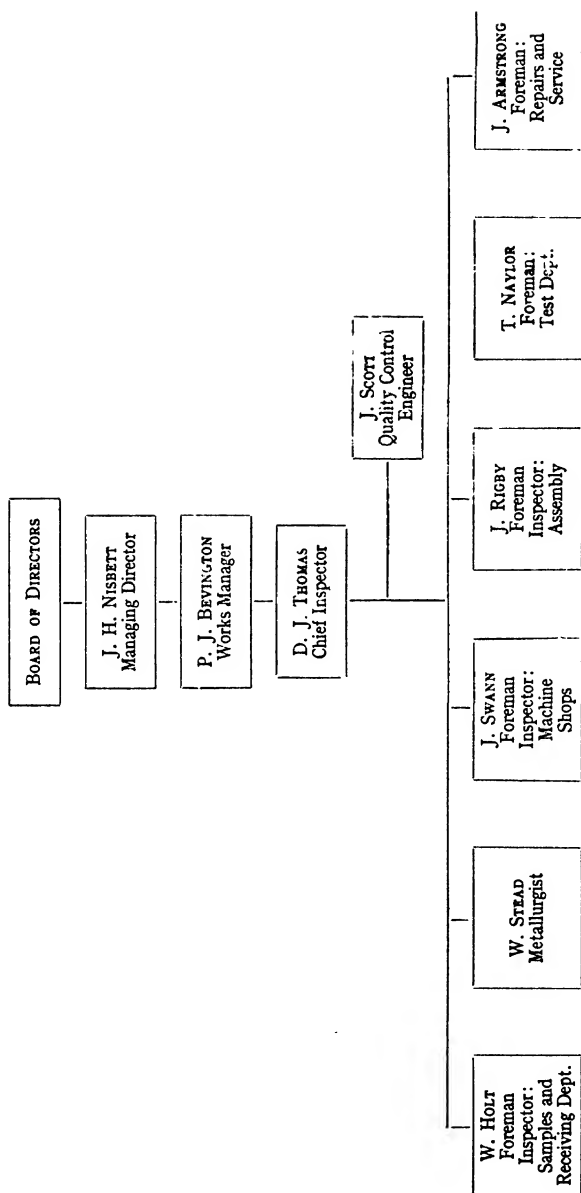 BOARD OF DIRECTORS
J. H. NISBETT
Managing Director
P. J. BEVINGTON
Works Manager
D. J. THOMAS
Chief Inspector
J. SCOTT
Quality Control
Engineer
W. HOLT
Foreman
Inspector:
Samples and
Receiving Dept.
W. STEAD
Metallurgist
J. SWANN
Foreman
Inspector:
Machine
Shops
J. RIGBY
Foreman
Inspector:
Assembly
T. NAYLOR
Foreman:
Test Dept.
J. ARMSTRONG
Foreman:
Repairs and
Service